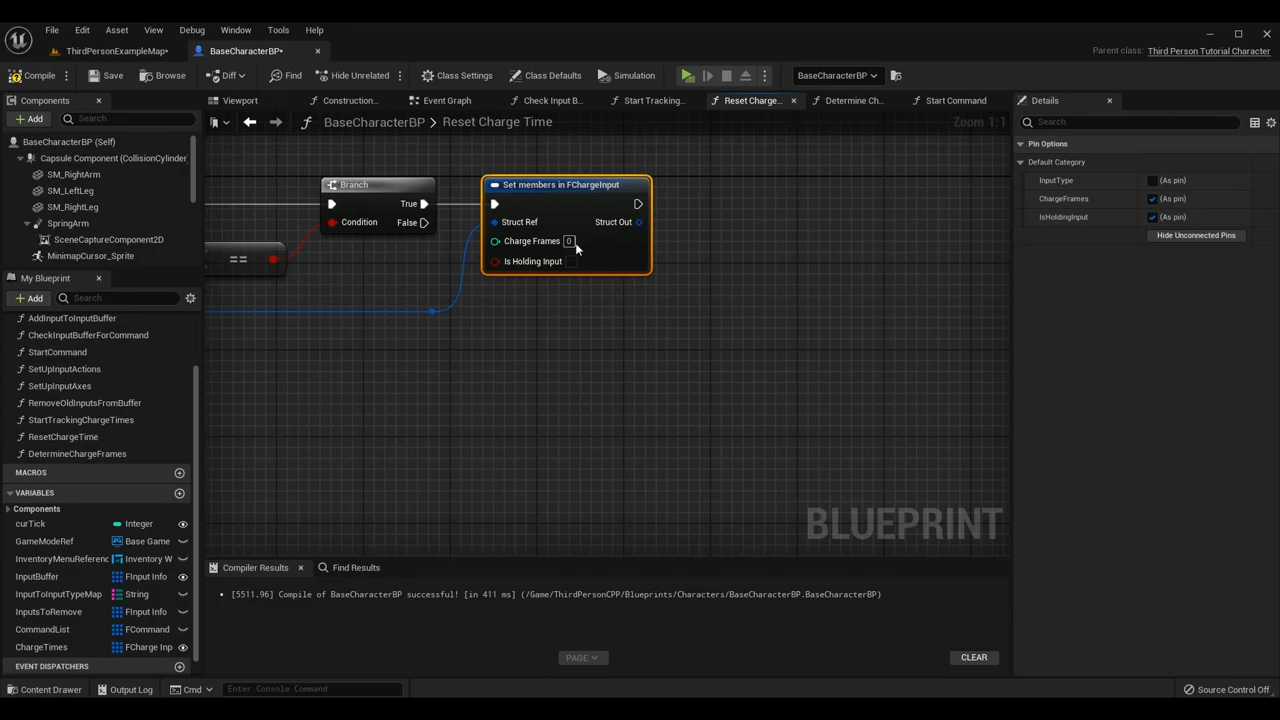 File Edit Asset View Debug Window Tools Help
ThirdPersonExampleMap* BaseCharacterBP*
Parent class: Third Person Tutorial Character
Compile Save Browse Diff Find Hide Unrelated Class Settings Class Defaults Simulation BaseCharacterBP
Components
Viewport Construction... Event Graph Check Input B... Start Tracking... Reset Charge... Determine Ch... Start Command
Details
Add Search
BaseCharacterBP > Reset Charge Time
Zoom 1:1
Search
BaseCharacterBP (Self)
Capsule Component (CollisionCylinder
SM_RightArm
SM_LeftLeg
SM_RightLeg
SpringArm
SceneCaptureComponent2D
MinimapCursor_Sprite
My Blueprint
Add Search
AddInputToInputBuffer
CheckInputBufferForCommand
StartCommand
SetUpInputActions
SetUpInputAxes
RemoveOldInputsFromBuffer
StartTrackingChargeTimes
ResetChargeTime
DetermineChargeFrames
MACROS
VARIABLES
Components
curTick Integer
GameModeRef Base Game
InventoryMenuReferenc Inventory W
InputBuffer FInput Info
InputToInputTypeMap String
InputsToRemove FInput Info
CommandList FCommand
ChargeTimes FCharge Inp
EVENT DISPATCHERS
==
Branch
True
Condition False
Set members in FChargeInput
Struct Ref Struct Out
Charge Frames 0
Is Holding Input
BLUEPRINT
Pin Options
Default Category
InputType (As pin)
ChargeFrames (As pin)
IsHoldingInput (As pin)
Hide Unconnected Pins
Compiler Results Find Results
[5511.96] Compile of BaseCharacterBP successful! [in 411 ms] (/Game/ThirdPersonCPP/Blueprints/Characters/BaseCharacterBP.BaseCharacterBP)
PAGE
CLEAR
Content Drawer Output Log Cmd Enter Console Command Source Control Off